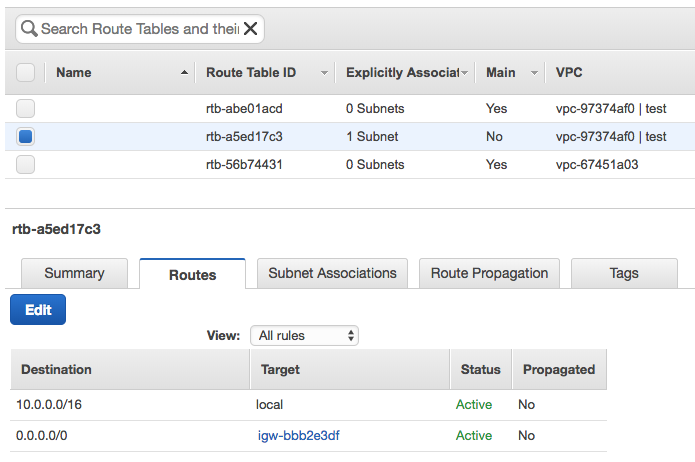 Search Route Tables and their
Name Route Table ID Explicitly Associat Main VPC
rtb-abe01acd 0 Subnets Yes vpc-97374af0 | test
rtb-a5ed17c3 1 Subnet No vpc-97374af0 | test
rtb-56b74431 0 Subnets Yes vpc-67451a03
rtb-a5ed17c3
Summary Routes Subnet Associations Route Propagation Tags
Edit
View: All rules
Destination Target Status Propagated
10.0.0.0/16 local Active No
0.0.0.0/0 igw-bbb2e3df Active No